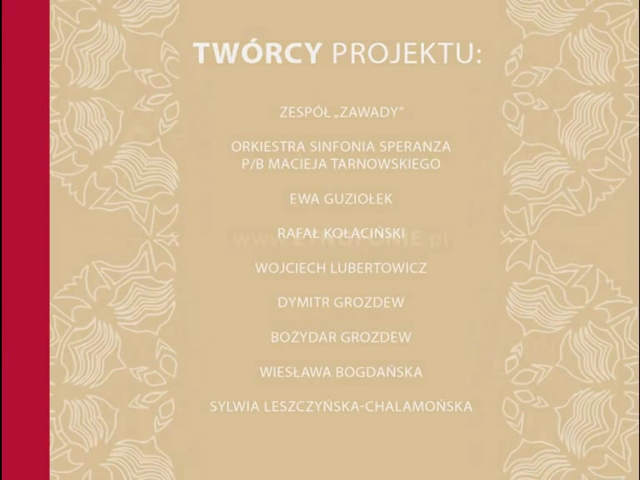 TWÓRCY PROJEKTU:
ZESPÓŁ „ZAWADY”
ORKIESTRA SINFONIA SPERANZA
P/B MACIEJA TARNOWSKIEGO
EWA GUZIOŁEK
RAFAŁ KOŁACIŃSKI
WOJCIECH LUBERTOWICZ
DYMITR GROZDEW
BOŻYDAR GROZDEW
WIESŁAWA BOGDAŃSKA
SYLWIA LESZCZYŃSKA-CHALAMOŃSKA